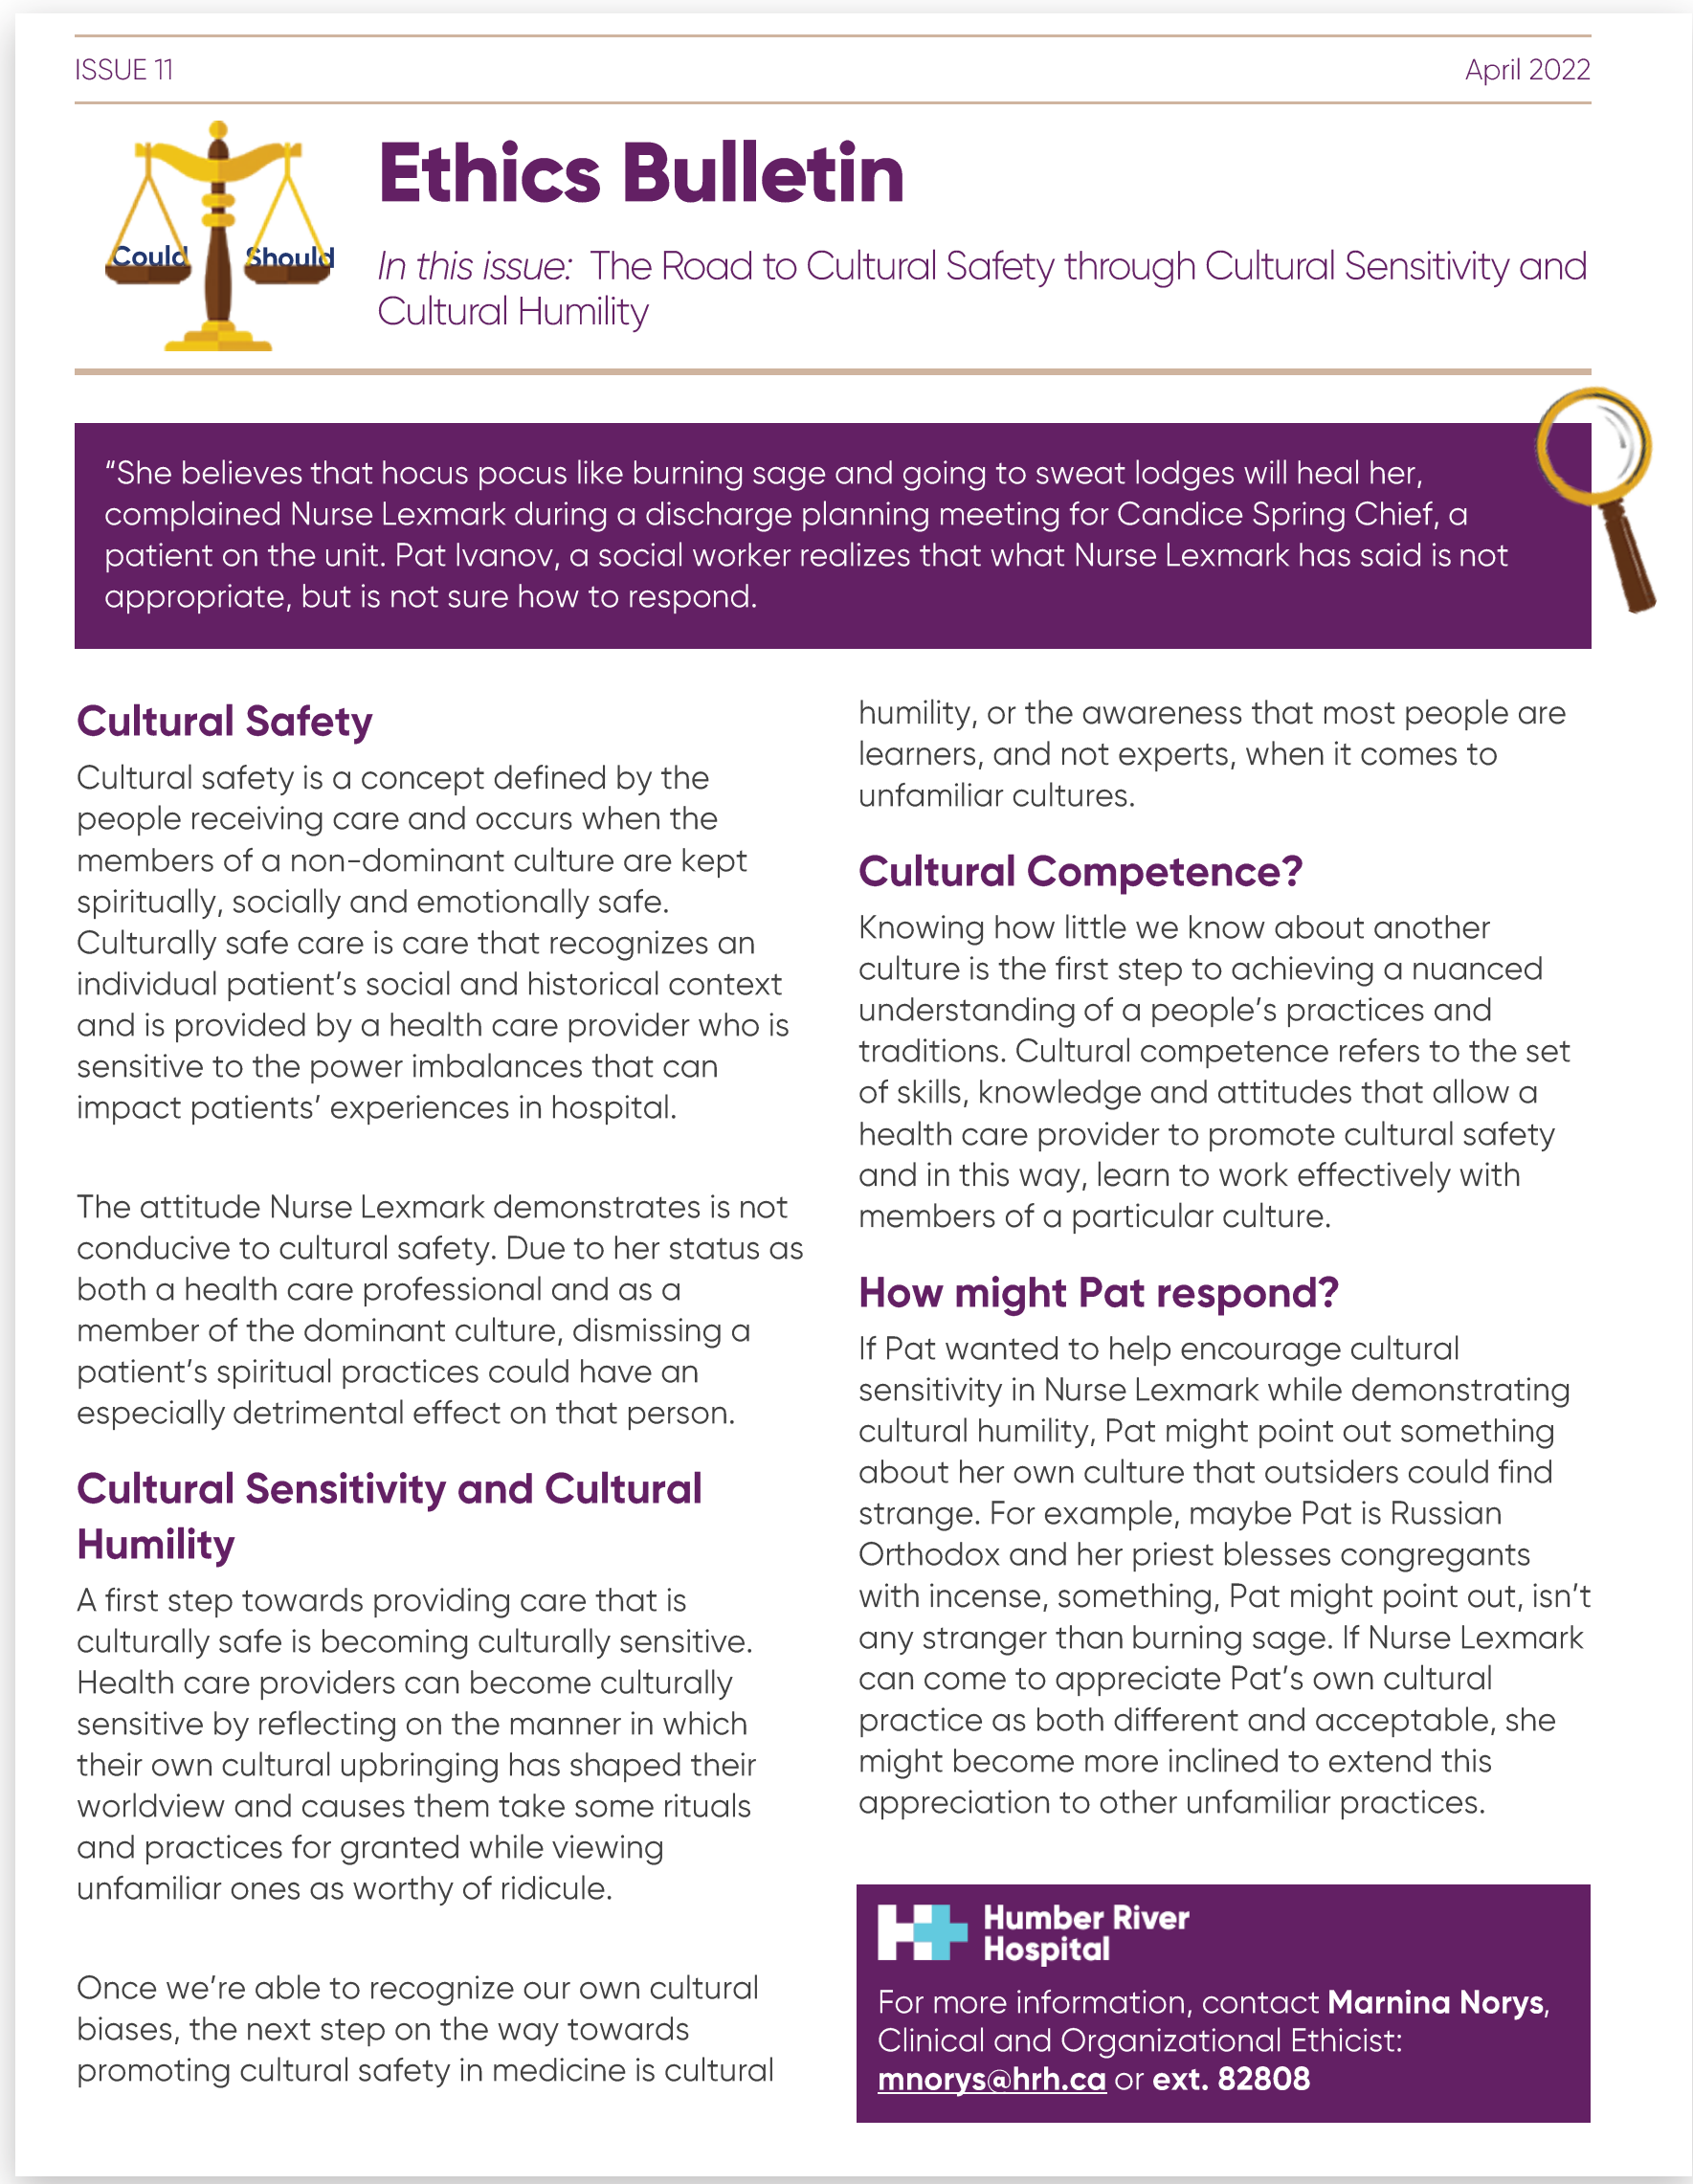 ISSUE 11
April 2022
Could
Should
Ethics Bulletin
In this issue: The Road to Cultural Safety through Cultural Sensitivity and
Cultural Humility
“She believes that hocus pocus like burning sage and going to sweat lodges will heal her,
complained Nurse Lexmark during a discharge planning meeting for Candice Spring Chief, a
patient on the unit. Pat Ivanov, a social worker realizes that what Nurse Lexmark has said is not
appropriate, but is not sure how to respond.
Cultural Safety
Cultural safety is a concept defined by the
people receiving care and occurs when the
members of a non-dominant culture are kept
spiritually, socially and emotionally safe.
Culturally safe care is care that recognizes an
individual patient’s social and historical context
and is provided by a health care provider who is
sensitive to the power imbalances that can
impact patients’ experiences in hospital.
The attitude Nurse Lexmark demonstrates is not
conducive to cultural safety. Due to her status as
both a health care professional and as a
member of the dominant culture, dismissing a
patient’s spiritual practices could have an
especially detrimental effect on that person.
Cultural Sensitivity and Cultural
Humility
A first step towards providing care that is
culturally safe is becoming culturally sensitive.
Health care providers can become culturally
sensitive by reflecting on the manner in which
their own cultural upbringing has shaped their
worldview and causes them take some rituals
and practices for granted while viewing
unfamiliar ones as worthy of ridicule.
Once we’re able to recognize our own cultural
biases, the next step on the way towards
promoting cultural safety in medicine is cultural
humility, or the awareness that most people are
learners, and not experts, when it comes to
unfamiliar cultures.
Cultural Competence?
Knowing how little we know about another
culture is the first step to achieving a nuanced
understanding of a people’s practices and
traditions. Cultural competence refers to the set
of skills, knowledge and attitudes that allow a
health care provider to promote cultural safety
and in this way, learn to work effectively with
members of a particular culture.
How might Pat respond?
If Pat wanted to help encourage cultural
sensitivity in Nurse Lexmark while demonstrating
cultural humility, Pat might point out something
about her own culture that outsiders could find
strange. For example, maybe Pat is Russian
Orthodox and her priest blesses congregants
with incense, something, Pat might point out, isn’t
any stranger than burning sage. If Nurse Lexmark
can come to appreciate Pat’s own cultural
practice as both different and acceptable, she
might become more inclined to extend this
appreciation to other unfamiliar practices.
Humber River
Hospital
For more information, contact Marnina Norys,
Clinical and Organizational Ethicist:
mnorys@hrh.ca or ext. 82808